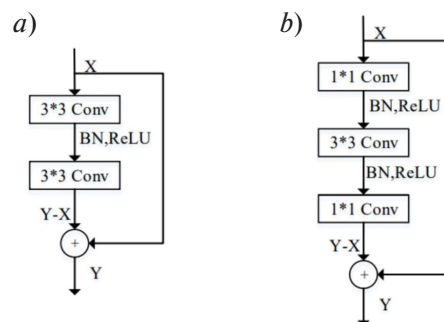 a)
X
3*3 Conv
BN,ReLU
3*3 Conv
Y-X
+
Y
b)
X
1*1 Conv
BN,ReLU
3*3 Conv
BN,ReLU
1*1 Conv
Y-X
+
Y